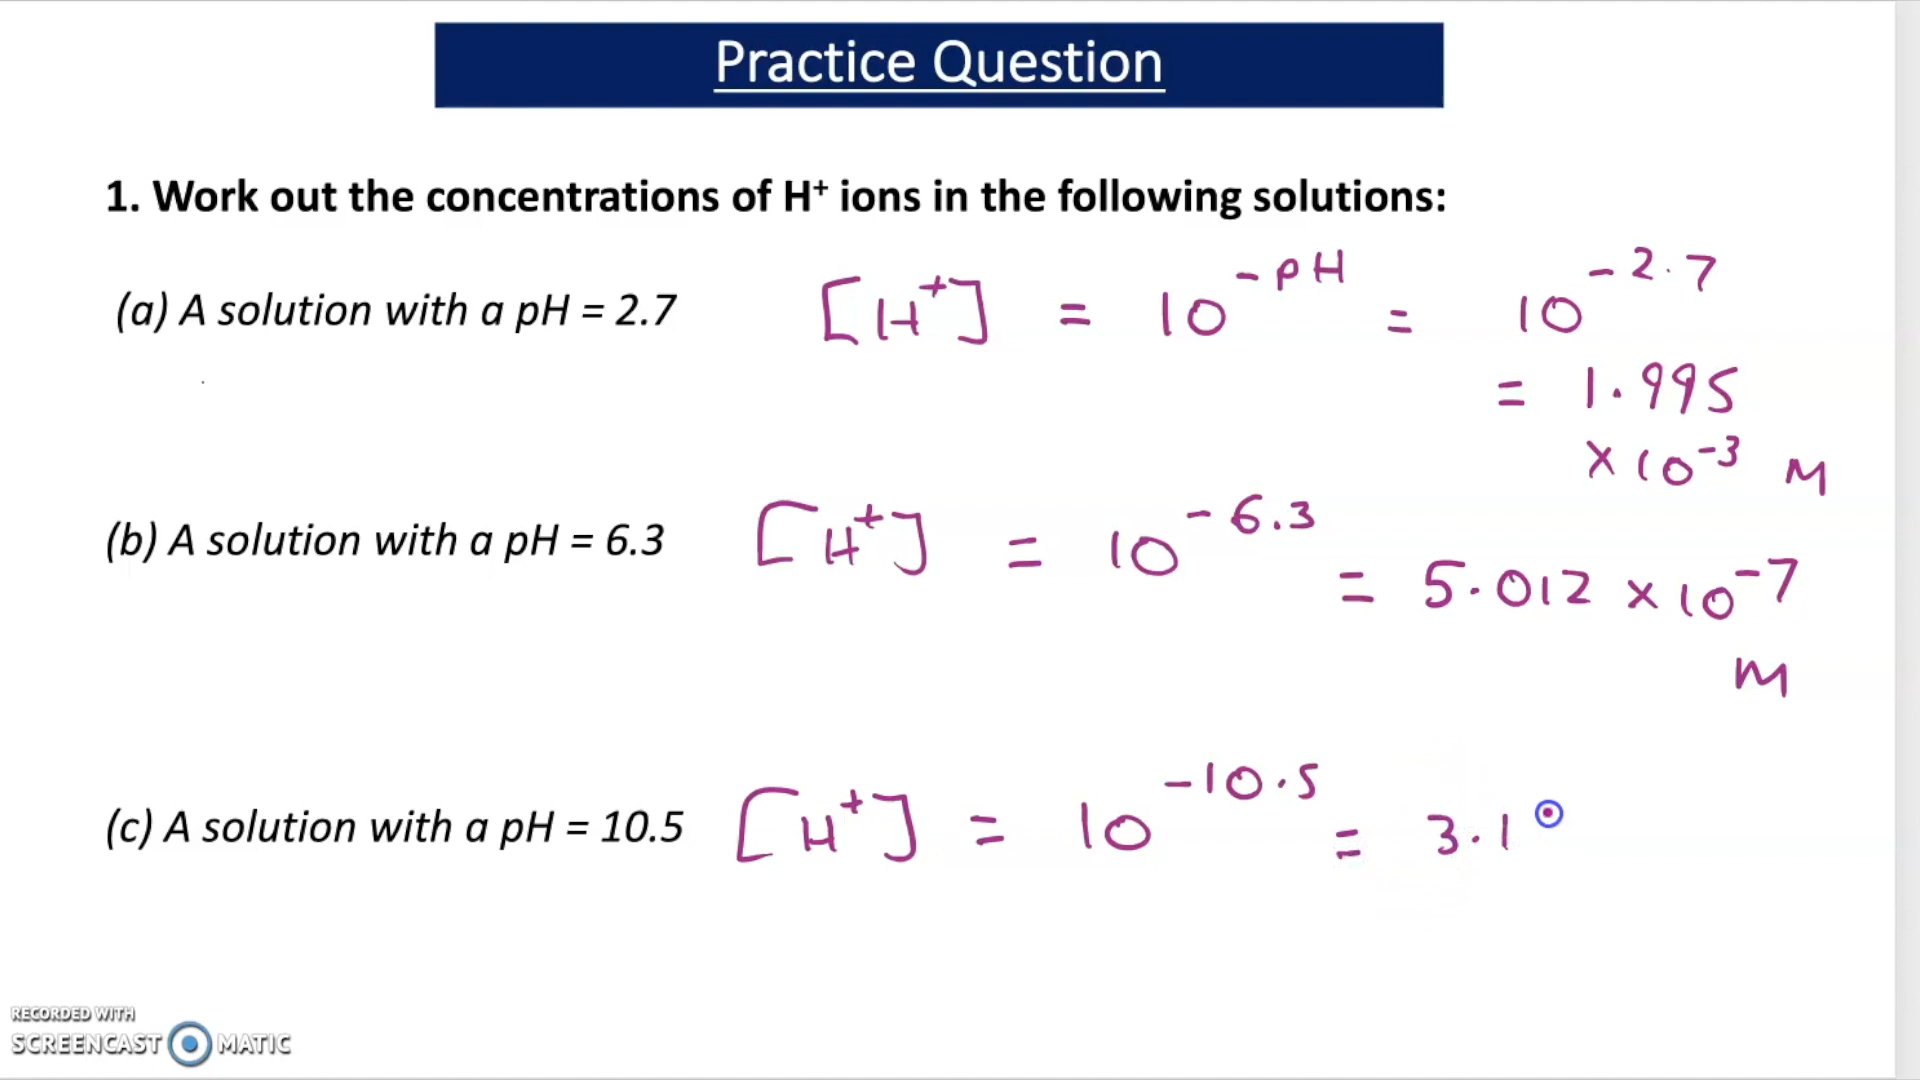 Practice Question
1. Work out the concentrations of H⁺ ions in the following solutions:
(a) A solution with a pH = 2.7 [H⁺] = 10⁻ᵖᴴ = 10⁻²·⁷
= 1.995
× 10⁻³ M
(b) A solution with a pH = 6.3 [H⁺] = 10⁻⁶·³
= 5.012 × 10⁻⁷
M
(c) A solution with a pH = 10.5 [H⁺] = 10⁻¹⁰·⁵ = 3.1
RECORDED WITH
SCREENCAST MATIC